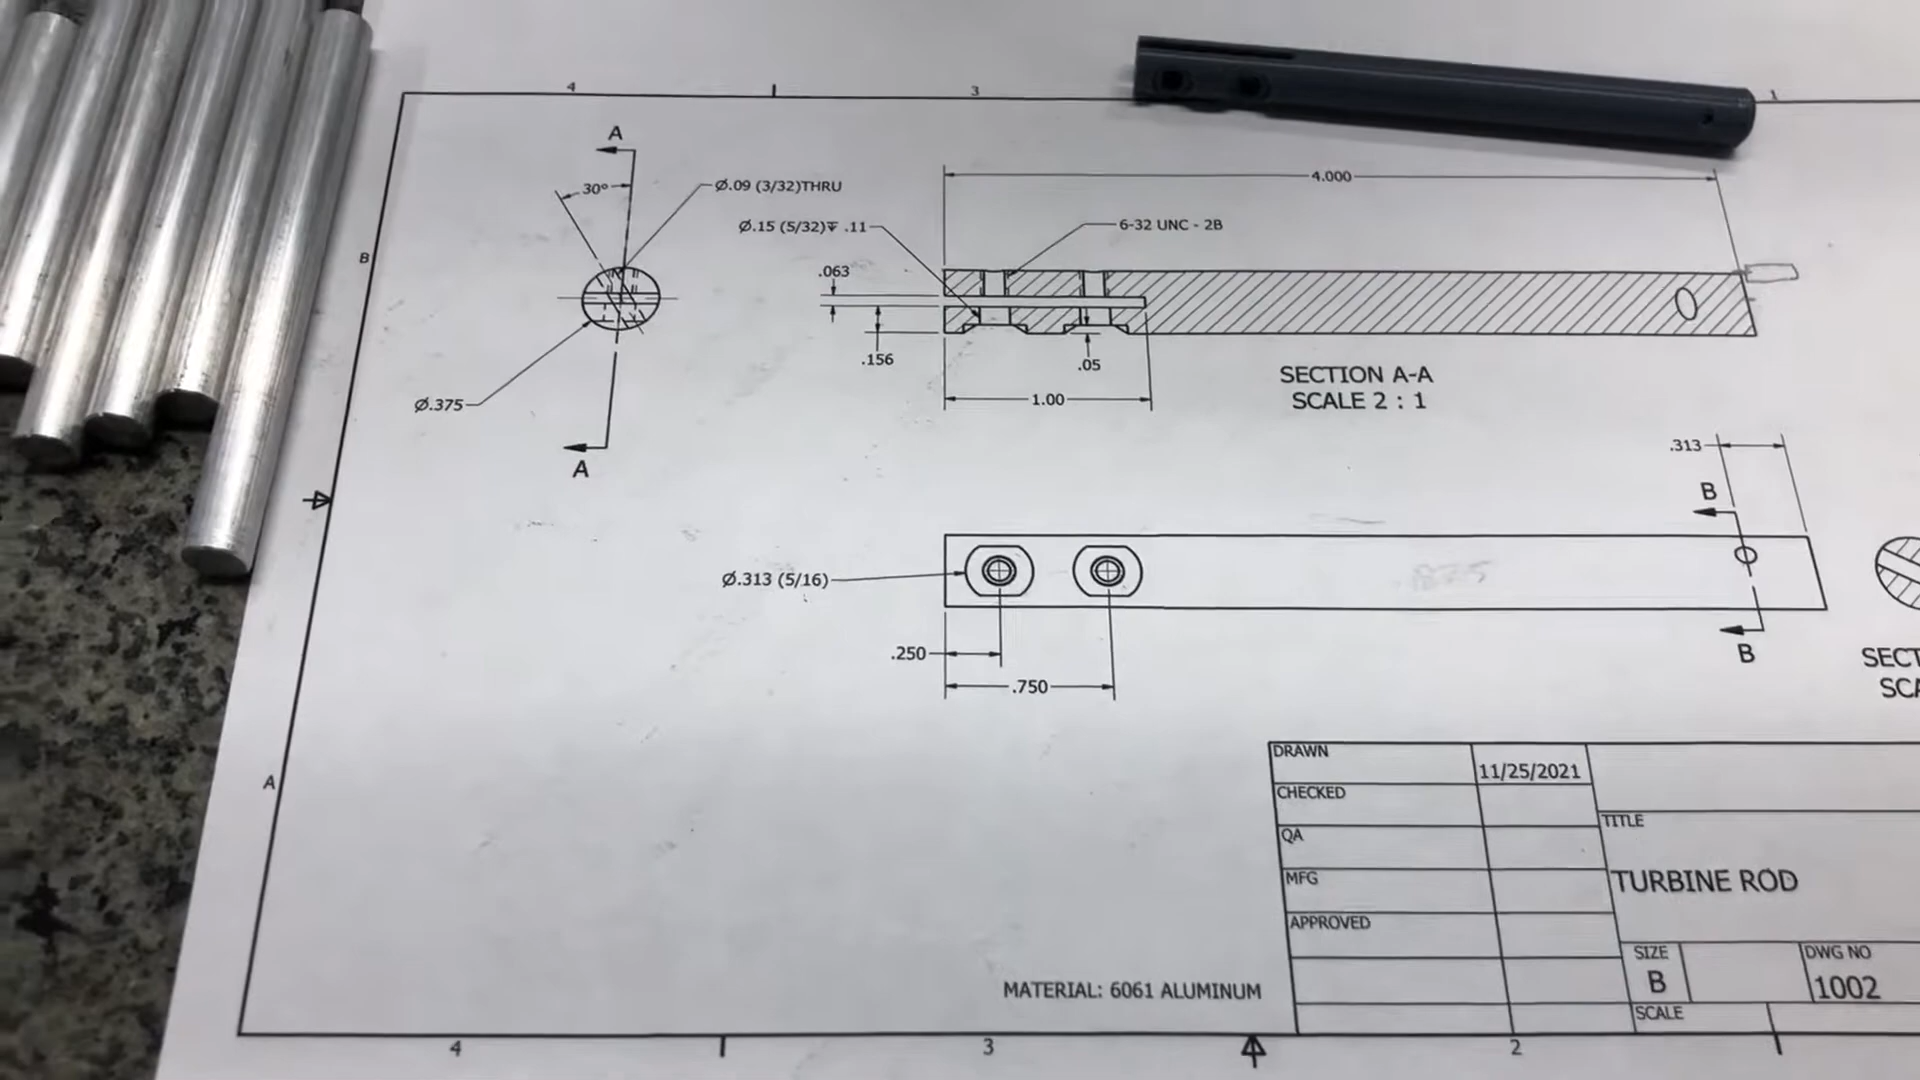 4
3
1
A
30°
Ø.09 (3/32)THRU
4.000
Ø.15 (5/32)↧ .11
6-32 UNC - 2B
B
.063
.156
.05
Ø.375
1.00
SECTION A-A
SCALE 2 : 1
A
.313
B
Ø.313 (5/16)
.250
.750
B
SECT
SCA
A
DRAWN
11/25/2021
CHECKED
QA
MFG
APPROVED
TITLE
TURBINE ROD
SIZE
B
DWG NO
1002
SCALE
MATERIAL: 6061 ALUMINUM
4
3
2